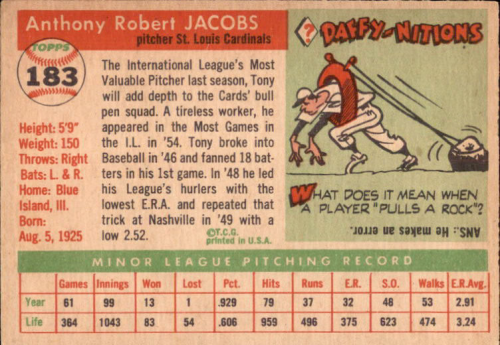 Anthony Robert JACOBS
pitcher St. Louis Cardinals
TOPPS
183
Height: 5'9"
Weight: 150
Throws: Right
Bats: L. & R.
Home: Blue
Island, Ill.
Born:
Aug. 5, 1925
The International League's Most
Valuable Pitcher last season, Tony
will add depth to the Cards' bull
pen squad. A tireless worker, he
appeared in the Most Games in
the I.L. in '54. Tony broke into
Baseball in '46 and fanned 18 bat-
ters in his 1st game. In '48 he led
his League's hurlers with the
lowest E.R.A. and repeated that
trick at Nashville in '49 with a
low 2.52.
©T.C.G.
printed in U.S.A.
? DAFFY-NITIONS
WHAT DOES IT MEAN WHEN
A PLAYER "PULLS A ROCK"?
ANS.: He makes an error.
MINOR LEAGUE PITCHING RECORD
Games Innings Won Lost Pct. Hits Runs E.R. S.O. Walks E.R.Avg.
Year 61 99 13 1 .929 79 37 32 48 53 2.91
Life 364 1043 83 54 .606 959 496 375 623 474 3.24